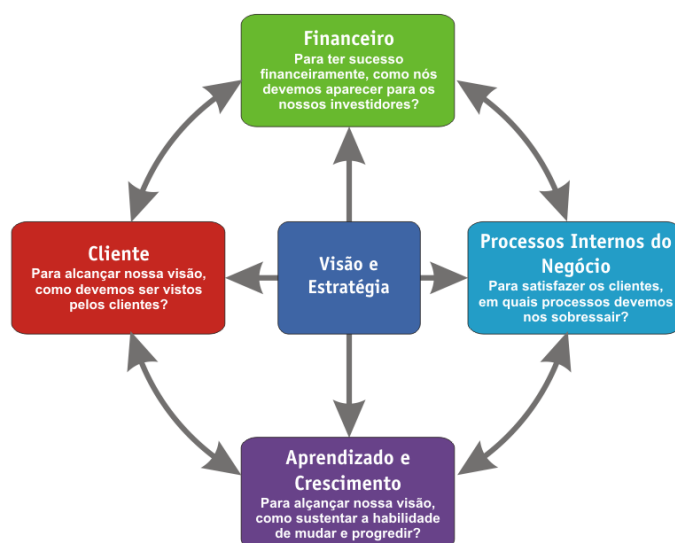 Financeiro
Para ter sucesso
financeiramente, como nós
devemos aparecer para os
nossos investidores?
Cliente
Para alcançar nossa visão,
como devemos ser vistos
pelos clientes?
Visão e
Estratégia
Processos Internos do
Negócio
Para satisfazer os clientes,
em quais processos devemos
nos sobressair?
Aprendizado e
Crescimento
Para alçançar nossa visão,
como sustentar a habilidade
de mudar e progredir?